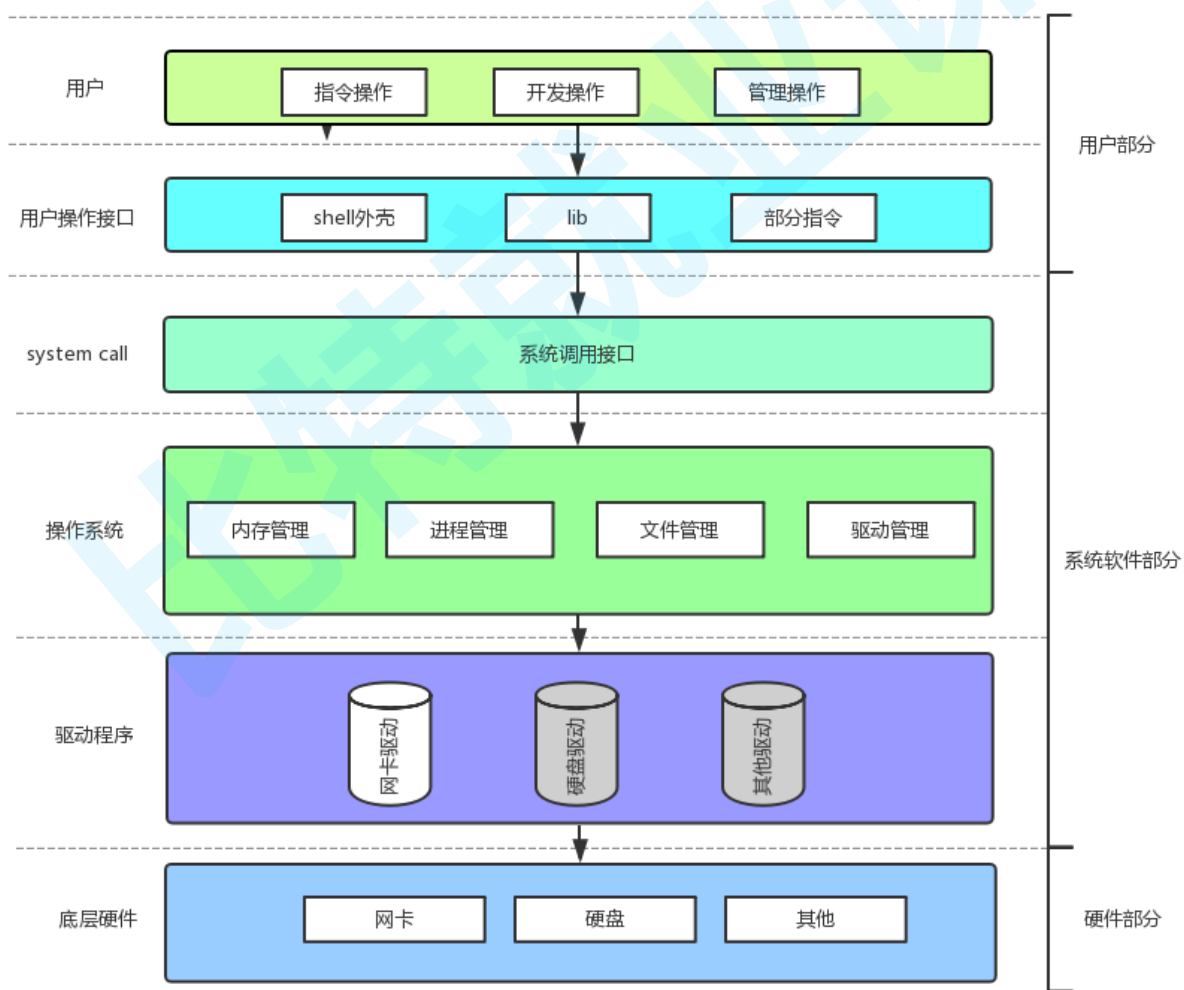 用户
指令操作
开发操作
管理操作
用户部分
用户操作接口
shell外壳
lib
部分指令
system call
系统调用接口
操作系统
内存管理
进程管理
文件管理
驱动管理
系统软件部分
驱动程序
网卡驱动
硬盘驱动
其他驱动
底层硬件
网卡
硬盘
其他
硬件部分
比特就业